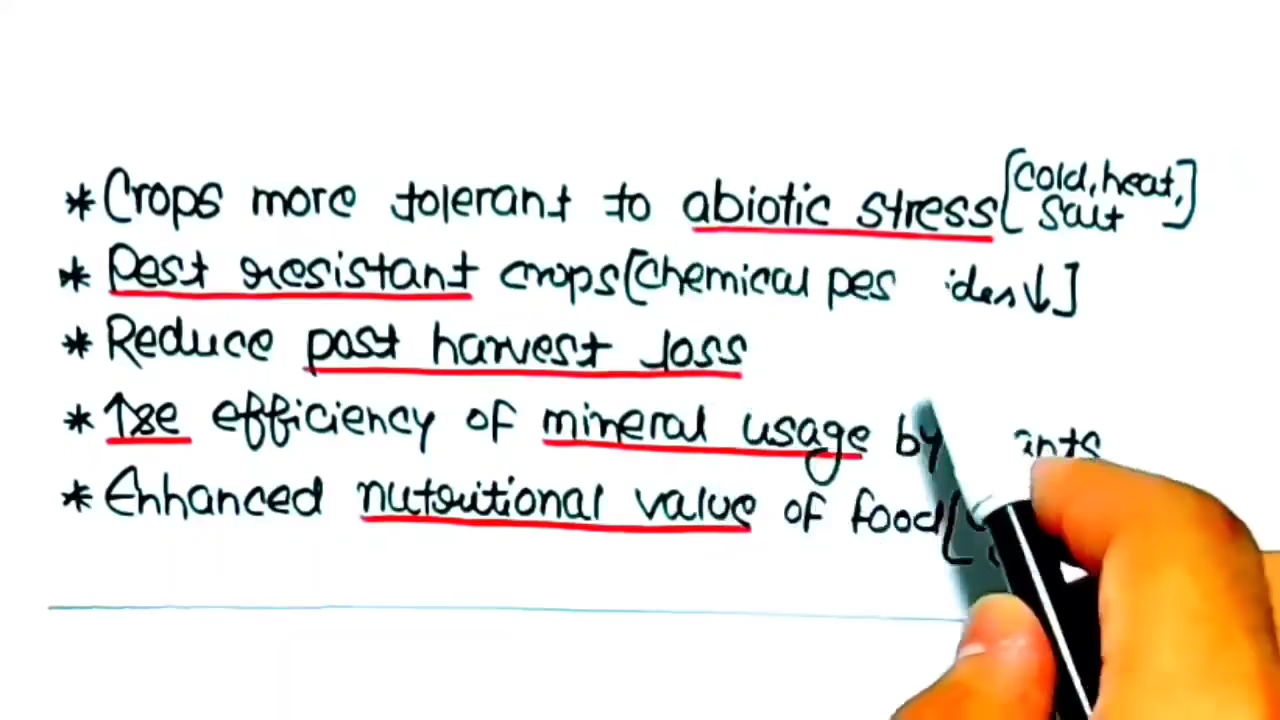 * Crops more tolerant to abiotic stress [cold, heat, salt]
* Pest resistant crops [chemical pes ides↓]
* Reduce post harvest loss
* ↑se efficiency of mineral usage by ants
* Enhanced nutritional value of food [